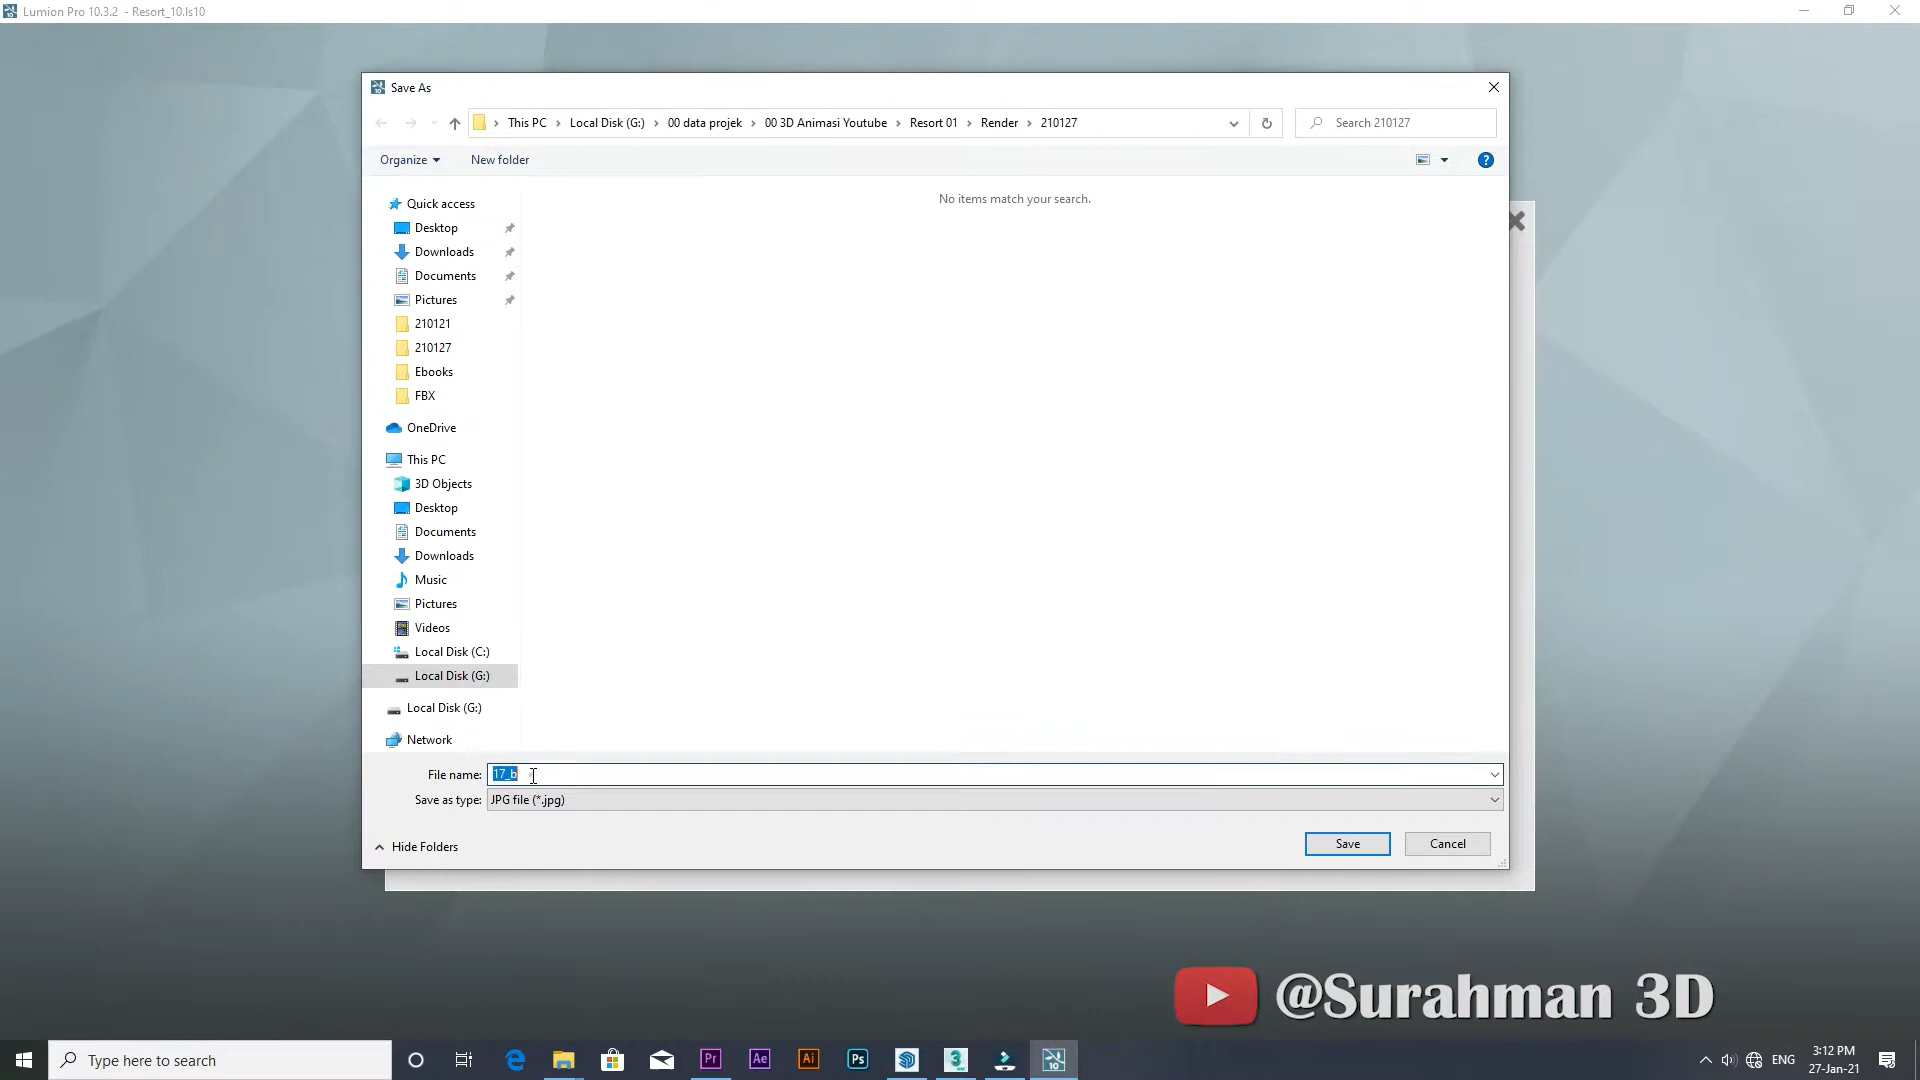 Lumion Pro 10.3.2 - Resort_10.ls10
Save As
This PC > Local Disk (G:) > 00 data projek > 00 3D Animasi Youtube > Resort 01 > Render > 210127
Search 210127
Organize
New folder
?
No items match your search.
Quick access
Desktop
Downloads
Documents
Pictures
210121
210127
Ebooks
FBX
OneDrive
This PC
3D Objects
Desktop
Documents
Downloads
Music
Pictures
Videos
Local Disk (C:)
Local Disk (G:)
Local Disk (G:)
Network
File name: 17_b
Save as type: JPG file (*.jpg)
Hide Folders
Save
Cancel
@Surahman 3D
Type here to search
Pr
Ae
Ai
Ps
3
10
ENG
3:12 PM
27-Jan-21